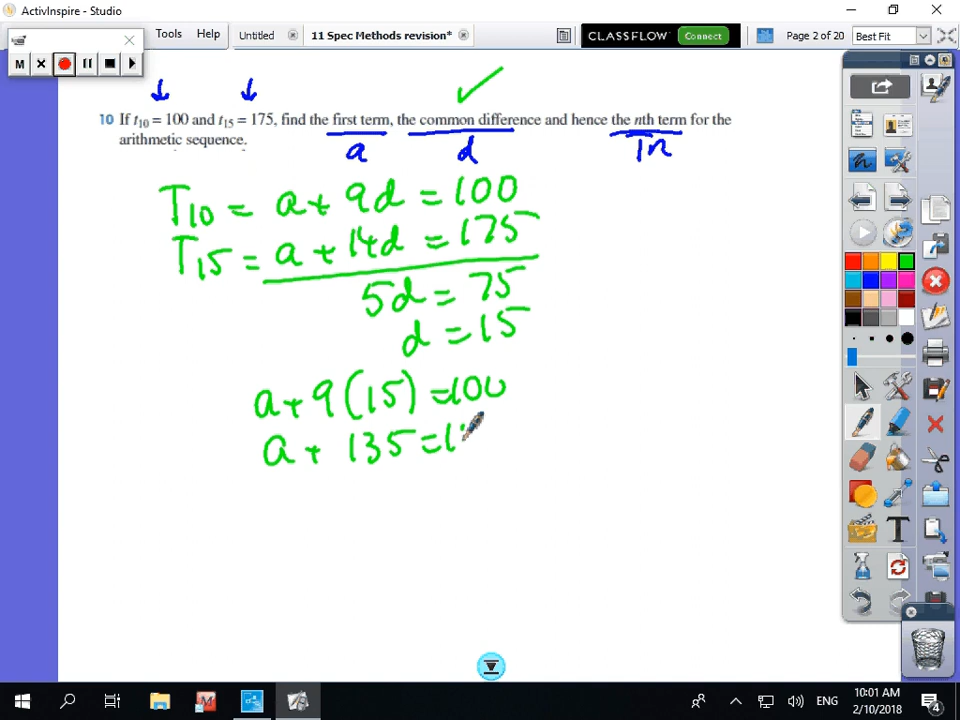 ActivInspire - Studio
Tools Help Untitled 11 Spec Methods revision* CLASSFLOW Connect Page 2 of 20 Best Fit
M
10 If t10 = 100 and t15 = 175, find the first term, the common difference and hence the nth term for the
arithmetic sequence.
a d Tn
T10 = a + 9d = 100
T15 = a + 14d = 175
5d = 75
d = 15
a + 9(15) = 100
a + 135 = 1
T
ENG
10:01 AM
2/10/2018
4